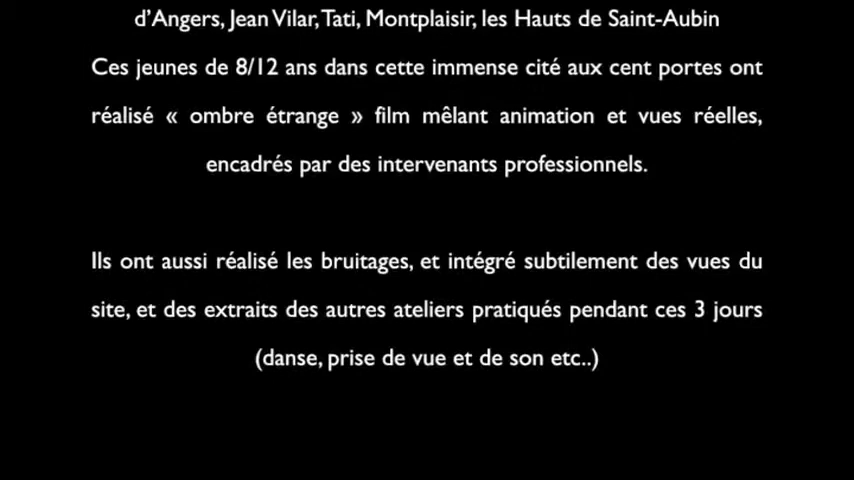 d’Angers, Jean Vilar, Tati, Montplaisir, les Hauts de Saint-Aubin
Ces jeunes de 8/12 ans dans cette immense cité aux cent portes ont
réalisé « ombre étrange » film mêlant animation et vues réelles,
encadrés par des intervenants professionnels.
Ils ont aussi réalisé les bruitages, et intégré subtilement des vues du
site, et des extraits des autres ateliers pratiqués pendant ces 3 jours
(danse, prise de vue et de son etc..)